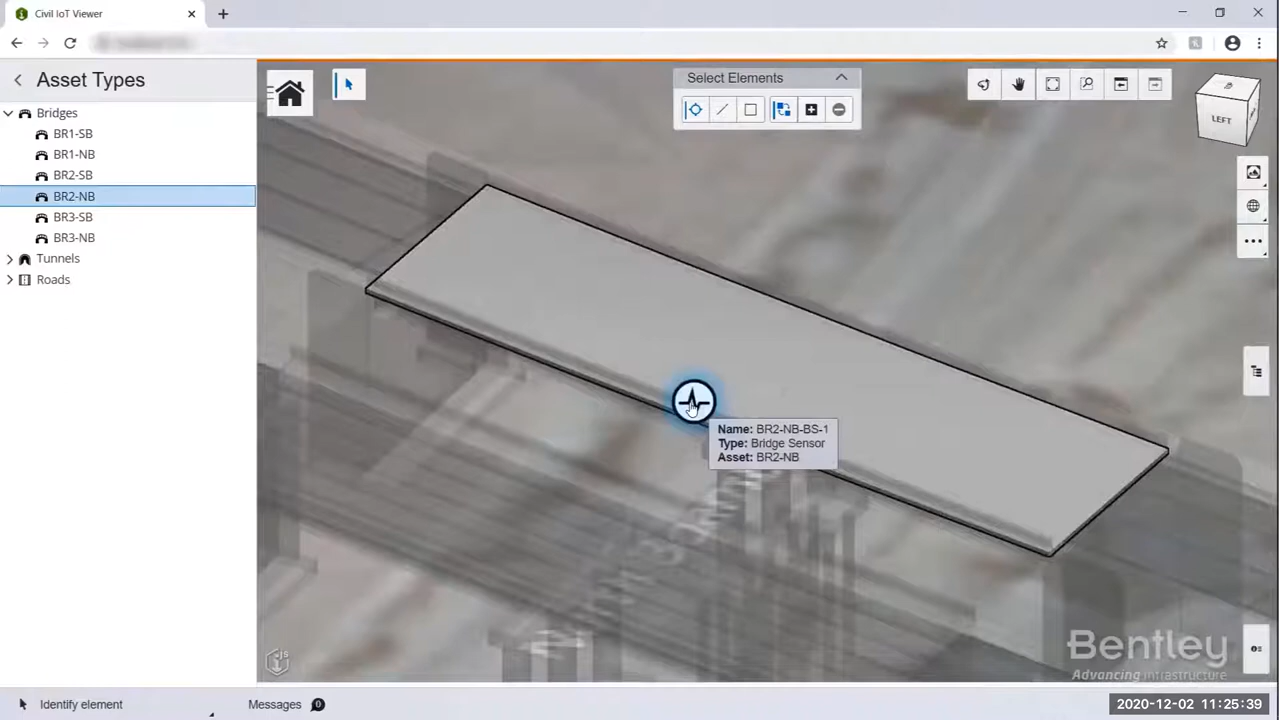 Civil IoT Viewer
Asset Types
Bridges
BR1-SB
BR1-NB
BR2-SB
BR2-NB
BR3-SB
BR3-NB
Tunnels
Roads
Select Elements
LEFT
Name: BR2-NB-BS-1
Type: Bridge Sensor
Asset: BR2-NB
Bentley
Advancing Infrastructure
Identify element
Messages 0
2020-12-02 11:25:39